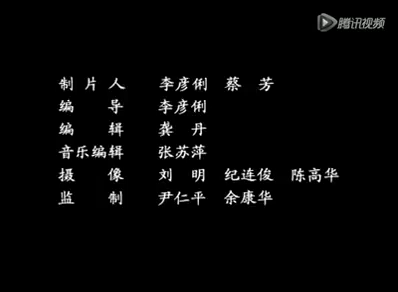 腾讯视频
制片人 李彦俐 蔡芳
编导 李彦俐
编辑 龚丹
音乐编辑 张苏萍
摄像 刘明 纪连俊 陈高华
监制 尹仁平 余康华